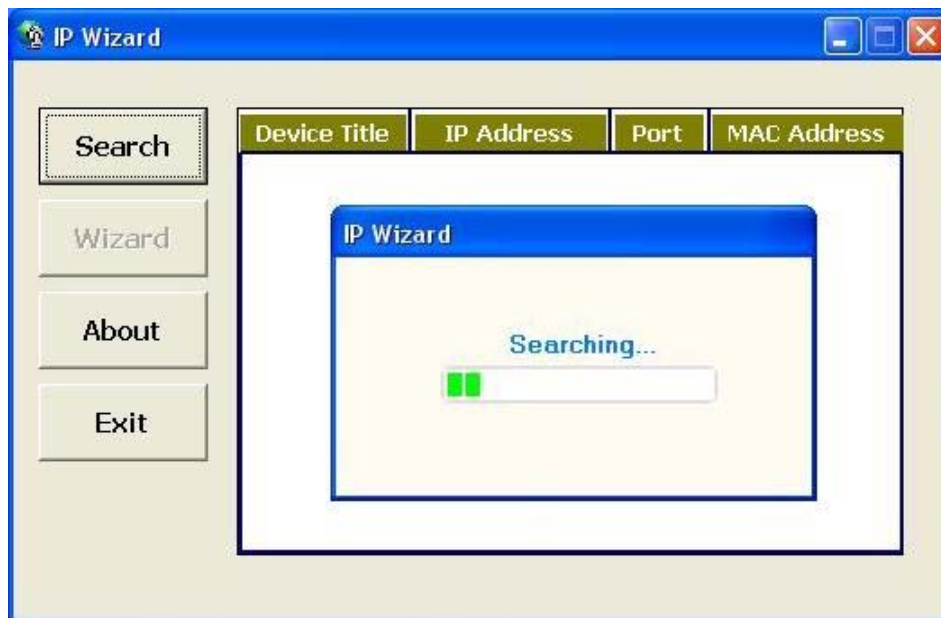 IP Wizard
Search
Wizard
About
Exit
Device Title IP Address Port MAC Address
IP Wizard
Searching...